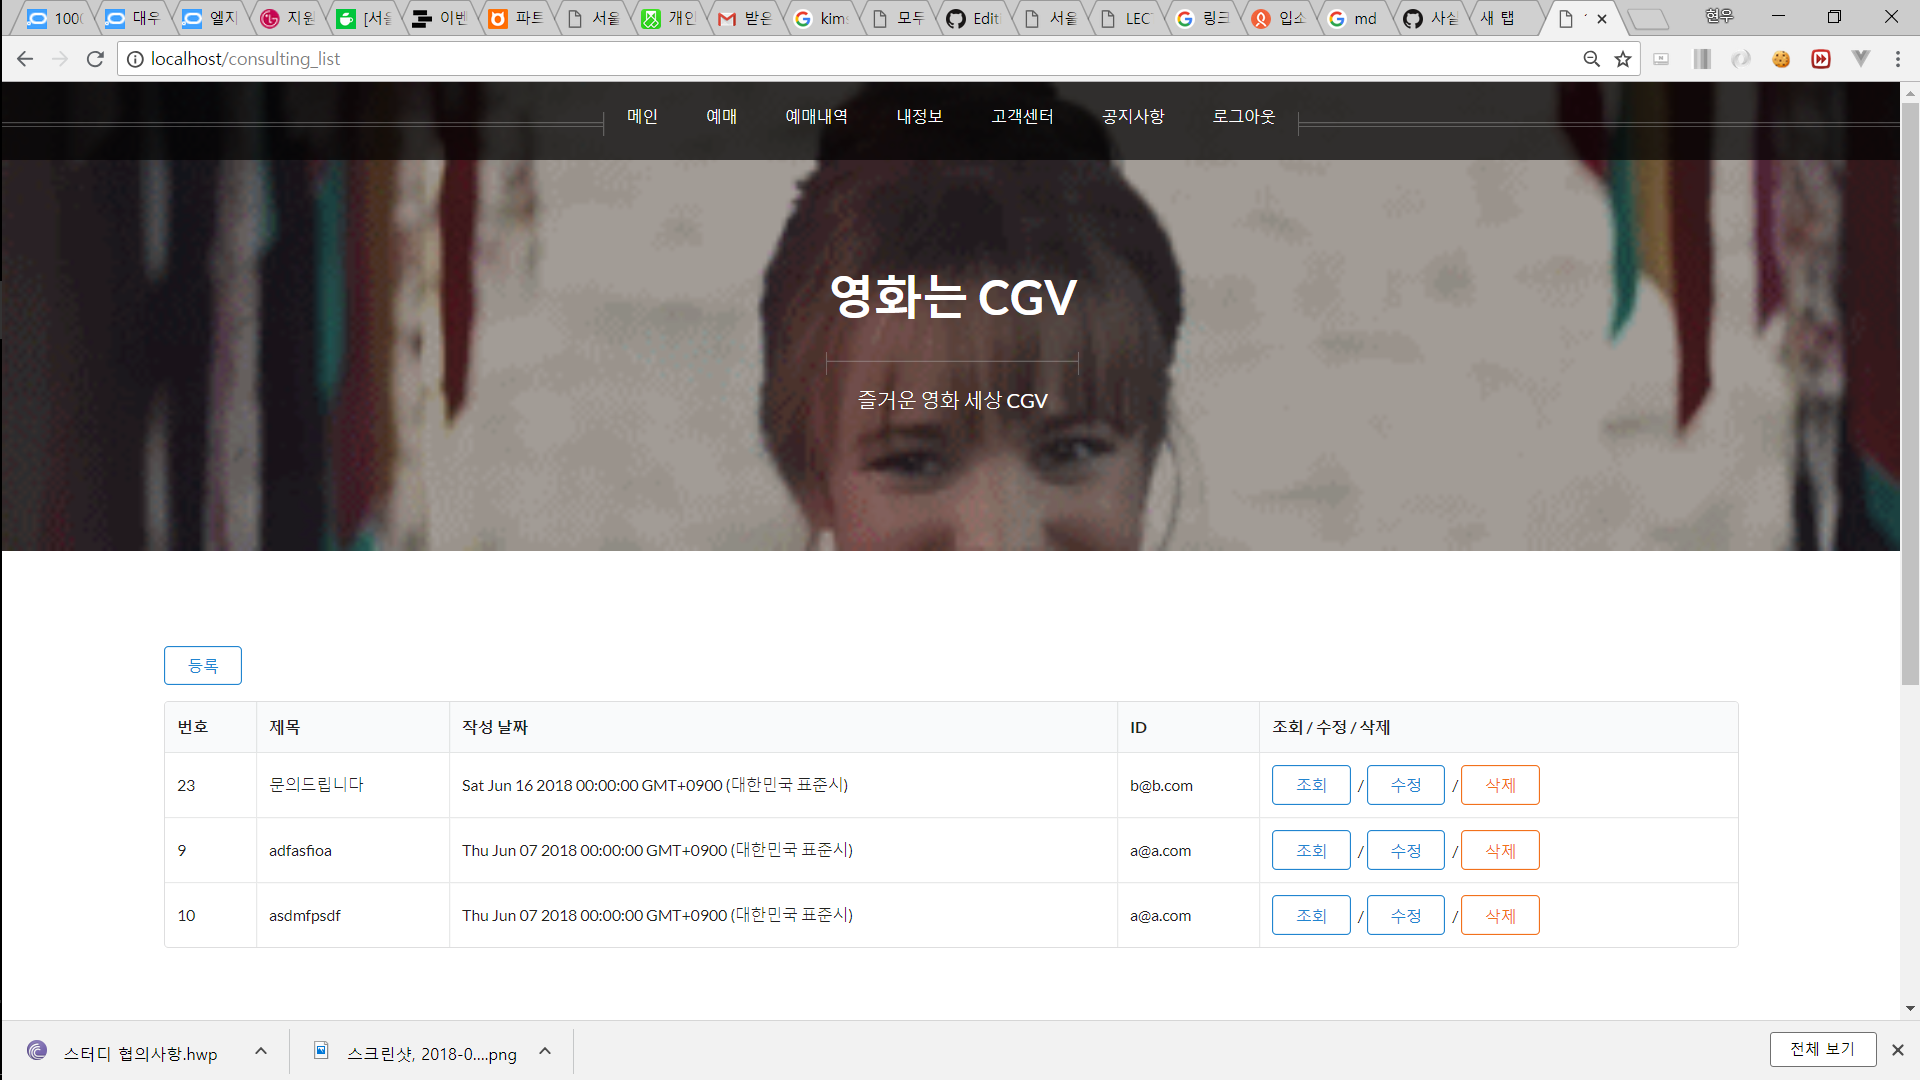 100
대우
엘지
지원
[서울
이벤
파트
서울
개인
받은
kims
모두
Editi
서울
LECT
링크
입소
md
사실
새 탭
현우
localhost/consulting_list
메인 예매 예매내역 내정보 고객센터 공지사항 로그아웃
영화는 CGV
즐거운 영화 세상 CGV
등록
번호 제목 작성 날짜 ID 조회 / 수정 / 삭제
23 문의드립니다 Sat Jun 16 2018 00:00:00 GMT+0900 (대한민국 표준시) b@b.com 조회 / 수정 / 삭제
9 adfasfioa Thu Jun 07 2018 00:00:00 GMT+0900 (대한민국 표준시) a@a.com 조회 / 수정 / 삭제
10 asdmfpsdf Thu Jun 07 2018 00:00:00 GMT+0900 (대한민국 표준시) a@a.com 조회 / 수정 / 삭제
스터디 협의사항.hwp 스크린샷, 2018-0....png 전체 보기